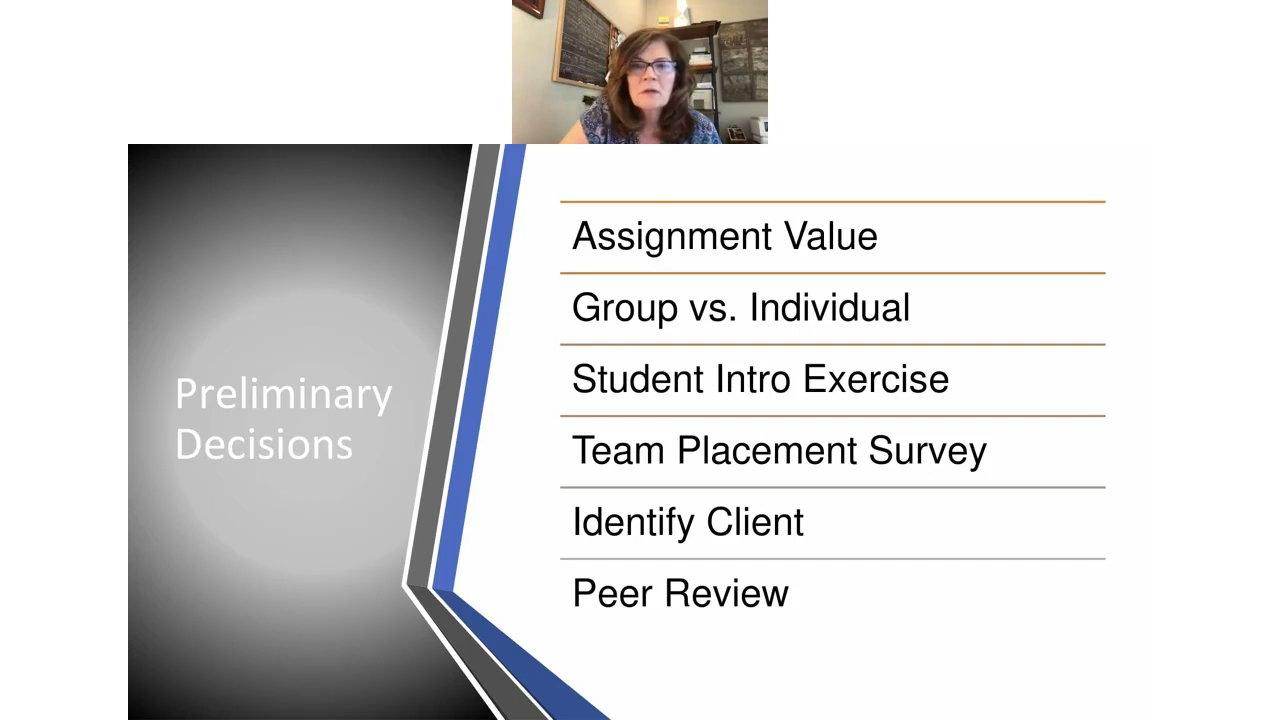 Preliminary
Decisions
Assignment Value
Group vs. Individual
Student Intro Exercise
Team Placement Survey
Identify Client
Peer Review